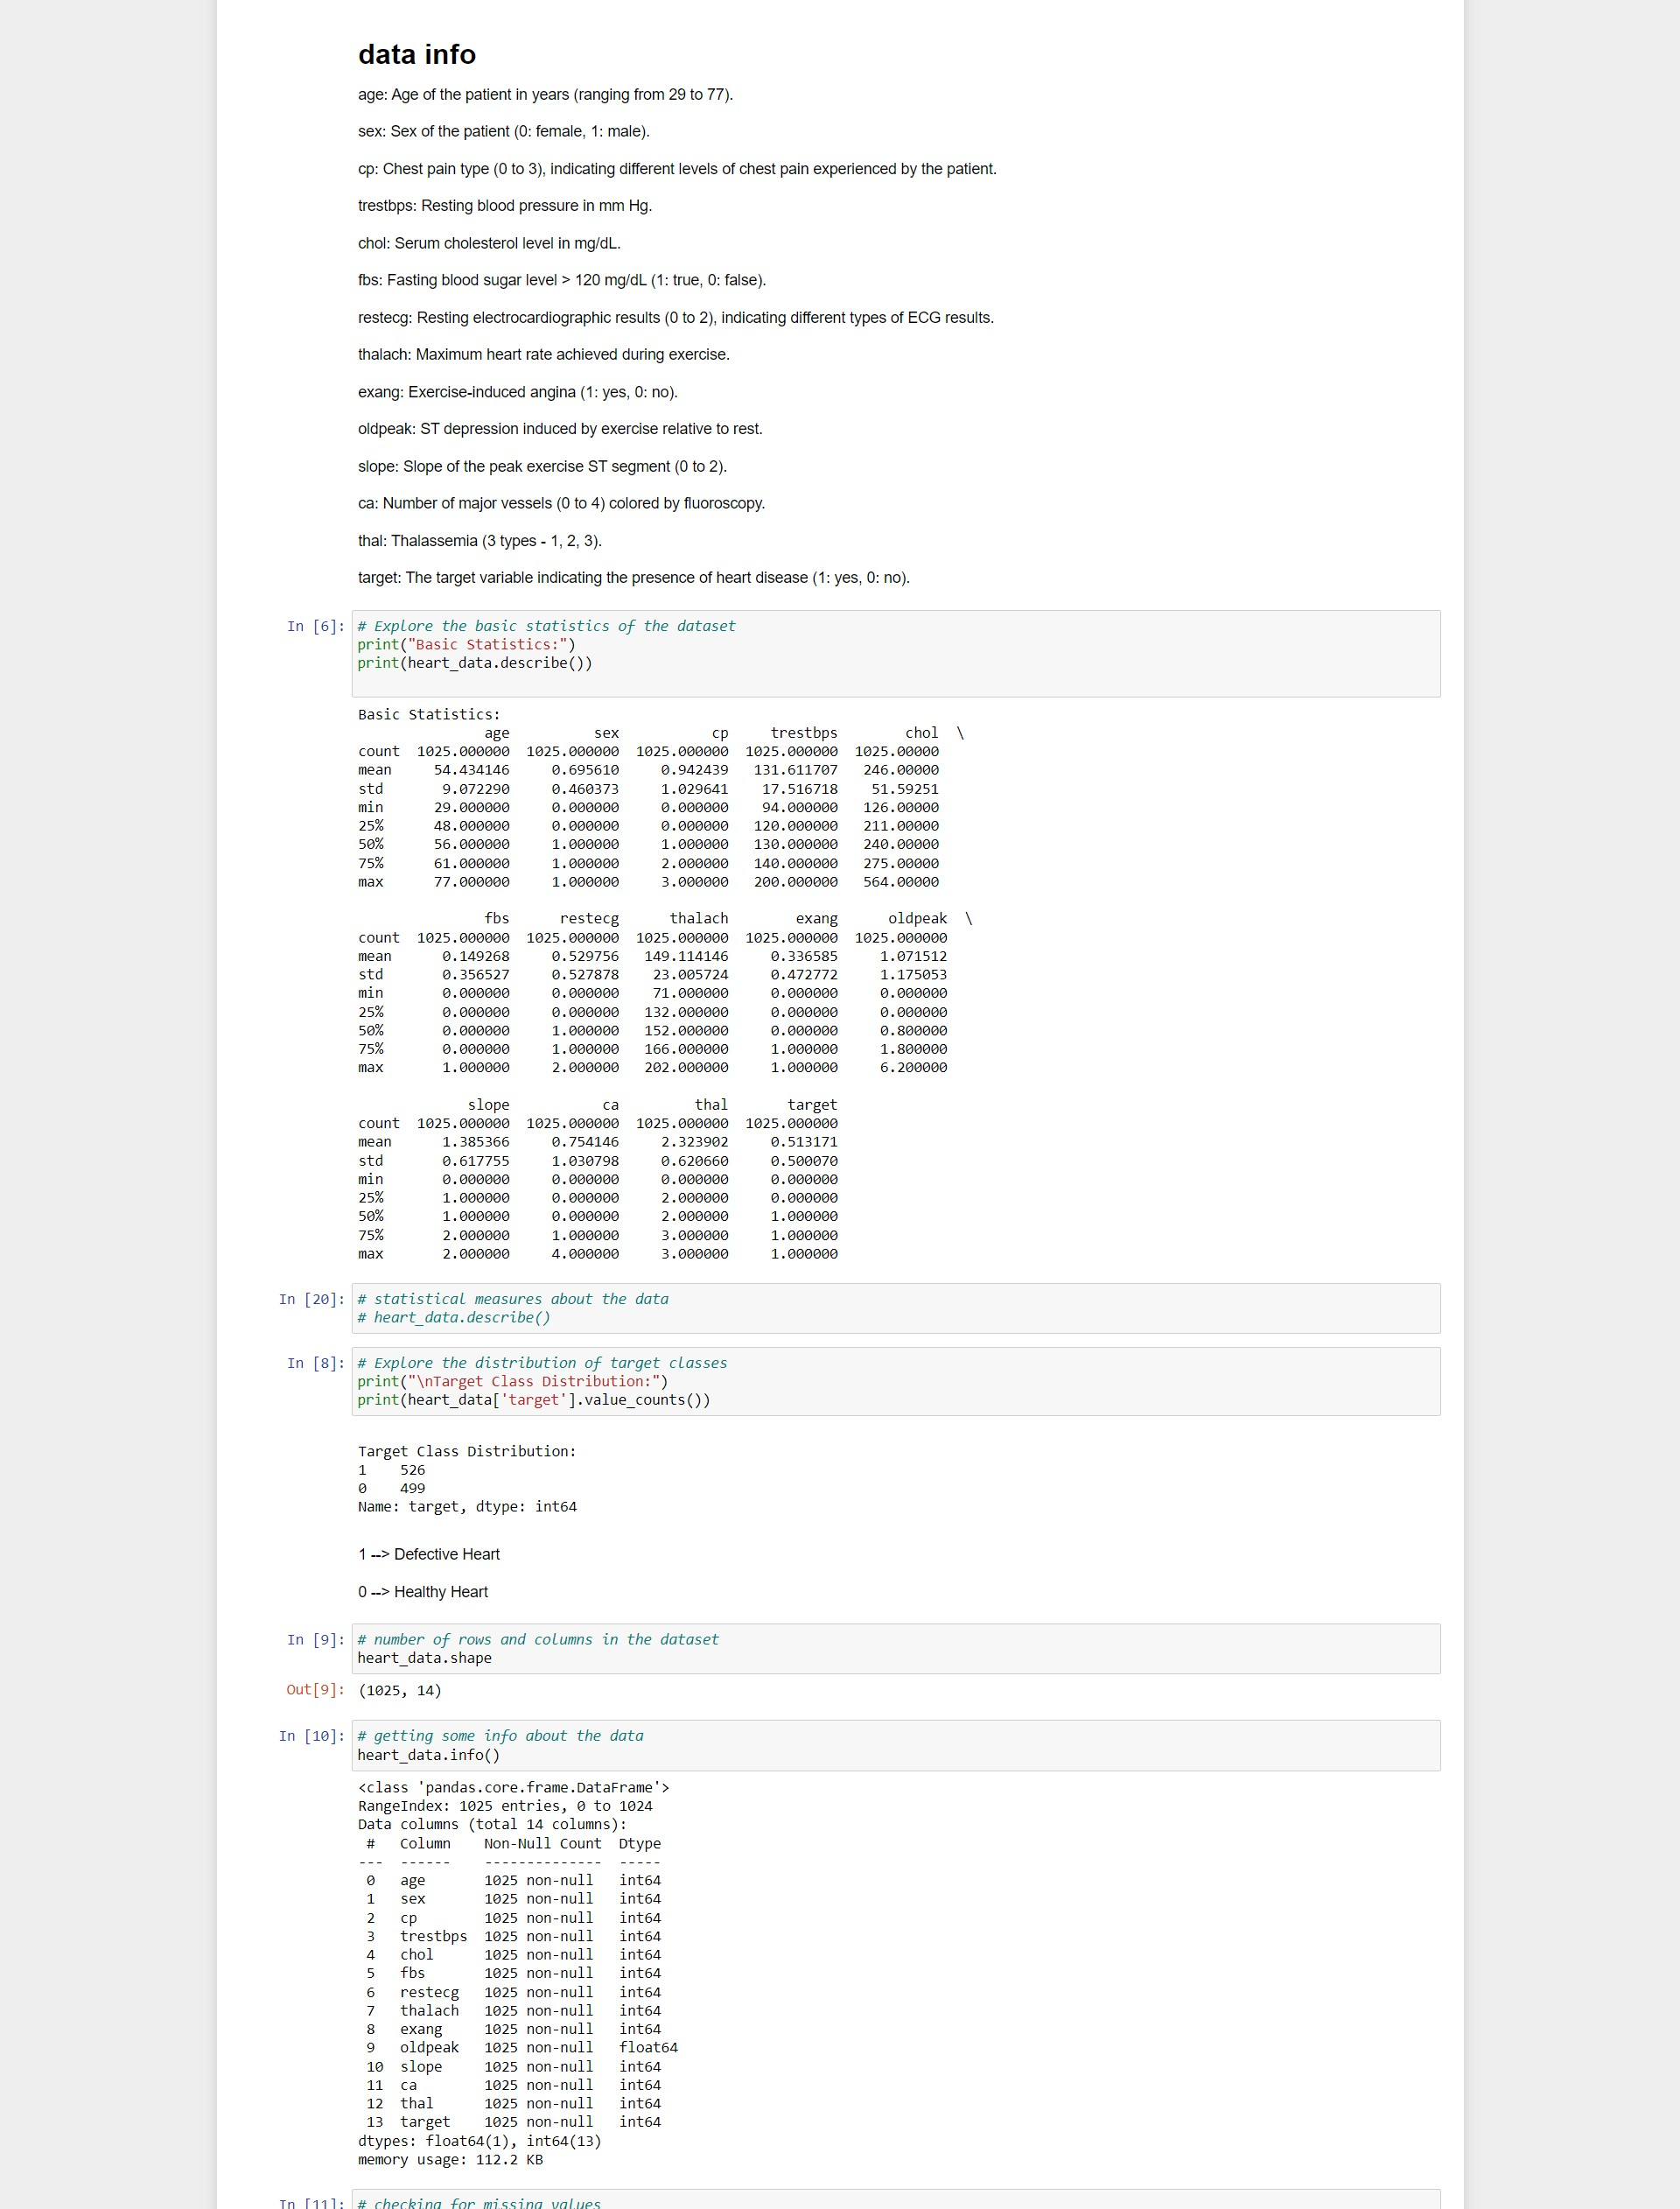 data info
age: Age of the patient in years (ranging from 29 to 77).
sex: Sex of the patient (0: female, 1: male).
cp: Chest pain type (0 to 3), indicating different levels of chest pain experienced by the patient.
trestbps: Resting blood pressure in mm Hg.
chol: Serum cholesterol level in mg/dL.
fbs: Fasting blood sugar level > 120 mg/dL (1: true, 0: false).
restecg: Resting electrocardiographic results (0 to 2), indicating different types of ECG results.
thalach: Maximum heart rate achieved during exercise.
exang: Exercise-induced angina (1: yes, 0: no).
oldpeak: ST depression induced by exercise relative to rest.
slope: Slope of the peak exercise ST segment (0 to 2).
ca: Number of major vessels (0 to 4) colored by fluoroscopy.
thal: Thalassemia (3 types - 1, 2, 3).
target: The target variable indicating the presence of heart disease (1: yes, 0: no).
In [6]: # Explore the basic statistics of the dataset
print("Basic Statistics:")
print(heart_data.describe())
Basic Statistics:
age sex cp trestbps chol \
count 1025.000000 1025.000000 1025.000000 1025.000000 1025.00000
mean 54.434146 0.695610 0.942439 131.611707 246.00000
std 9.072290 0.460373 1.029641 17.516718 51.59251
min 29.000000 0.000000 0.000000 94.000000 126.00000
25% 48.000000 0.000000 0.000000 120.000000 211.00000
50% 56.000000 1.000000 1.000000 130.000000 240.00000
75% 61.000000 1.000000 2.000000 140.000000 275.00000
max 77.000000 1.000000 3.000000 200.000000 564.00000
fbs restecg thalach exang oldpeak \
count 1025.000000 1025.000000 1025.000000 1025.000000 1025.000000
mean 0.149268 0.529756 149.114146 0.336585 1.071512
std 0.356527 0.527878 23.005724 0.472772 1.175053
min 0.000000 0.000000 71.000000 0.000000 0.000000
25% 0.000000 0.000000 132.000000 0.000000 0.000000
50% 0.000000 1.000000 152.000000 0.000000 0.800000
75% 0.000000 1.000000 166.000000 1.000000 1.800000
max 1.000000 2.000000 202.000000 1.000000 6.200000
slope ca thal target
count 1025.000000 1025.000000 1025.000000 1025.000000
mean 1.385366 0.754146 2.323902 0.513171
std 0.617755 1.030798 0.620660 0.500070
min 0.000000 0.000000 0.000000 0.000000
25% 1.000000 0.000000 2.000000 0.000000
50% 1.000000 0.000000 2.000000 1.000000
75% 2.000000 1.000000 3.000000 1.000000
max 2.000000 4.000000 3.000000 1.000000
In [20]: # statistical measures about the data
# heart_data.describe()
In [8]: # Explore the distribution of target classes
print("\nTarget Class Distribution:")
print(heart_data['target'].value_counts())
Target Class Distribution:
1 526
0 499
Name: target, dtype: int64
1 --> Defective Heart
0 --> Healthy Heart
In [9]: # number of rows and columns in the dataset
heart_data.shape
Out[9]: (1025, 14)
In [10]: # getting some info about the data
heart_data.info()
<class 'pandas.core.frame.DataFrame'>
RangeIndex: 1025 entries, 0 to 1024
Data columns (total 14 columns):
# Column Non-Null Count Dtype
--- ------ -------------- -----
0 age 1025 non-null int64
1 sex 1025 non-null int64
2 cp 1025 non-null int64
3 trestbps 1025 non-null int64
4 chol 1025 non-null int64
5 fbs 1025 non-null int64
6 restecg 1025 non-null int64
7 thalach 1025 non-null int64
8 exang 1025 non-null int64
9 oldpeak 1025 non-null float64
10 slope 1025 non-null int64
11 ca 1025 non-null int64
12 thal 1025 non-null int64
13 target 1025 non-null int64
dtypes: float64(1), int64(13)
memory usage: 112.2 KB
In [11]: # checking for missing values